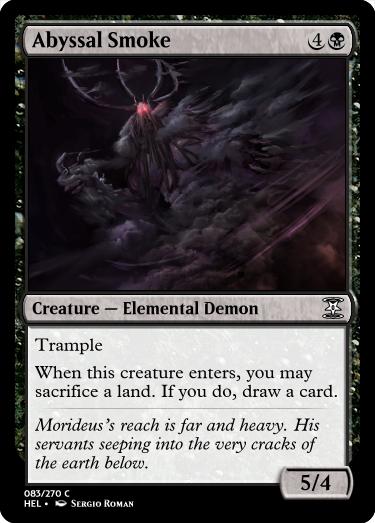 Abyssal Smoke 4
Creature — Elemental Demon
Trample
When this creature enters, you may
sacrifice a land. If you do, draw a card.
Morideus's reach is far and heavy. His
servants seeping into the very cracks of
the earth below.
5/4
083/270 C
HEL • Sergio Roman